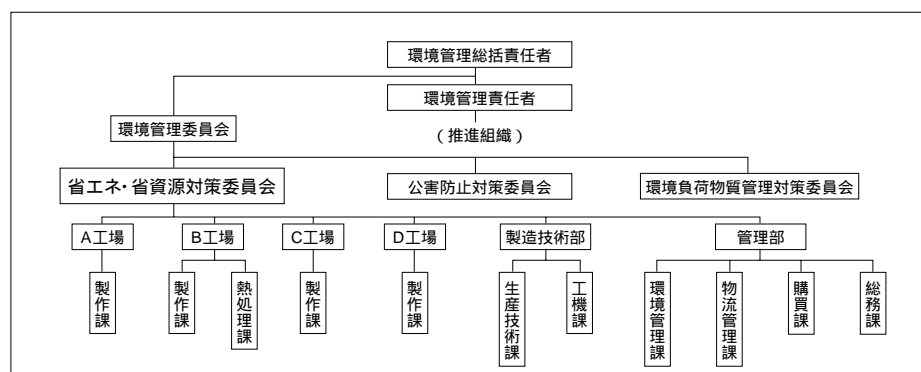 環境管理総括責任者
環境管理責任者
環境管理委員会
(推進組織)
省エネ・省資源対策委員会
公害防止対策委員会
環境負荷物質管理対策委員会
A工場
B工場
C工場
D工場
製造技術部
管理部
製作課
製作課
熱処理課
製作課
製作課
生産技術課
工機課
環境管理課
物流管理課
購買課
総務課